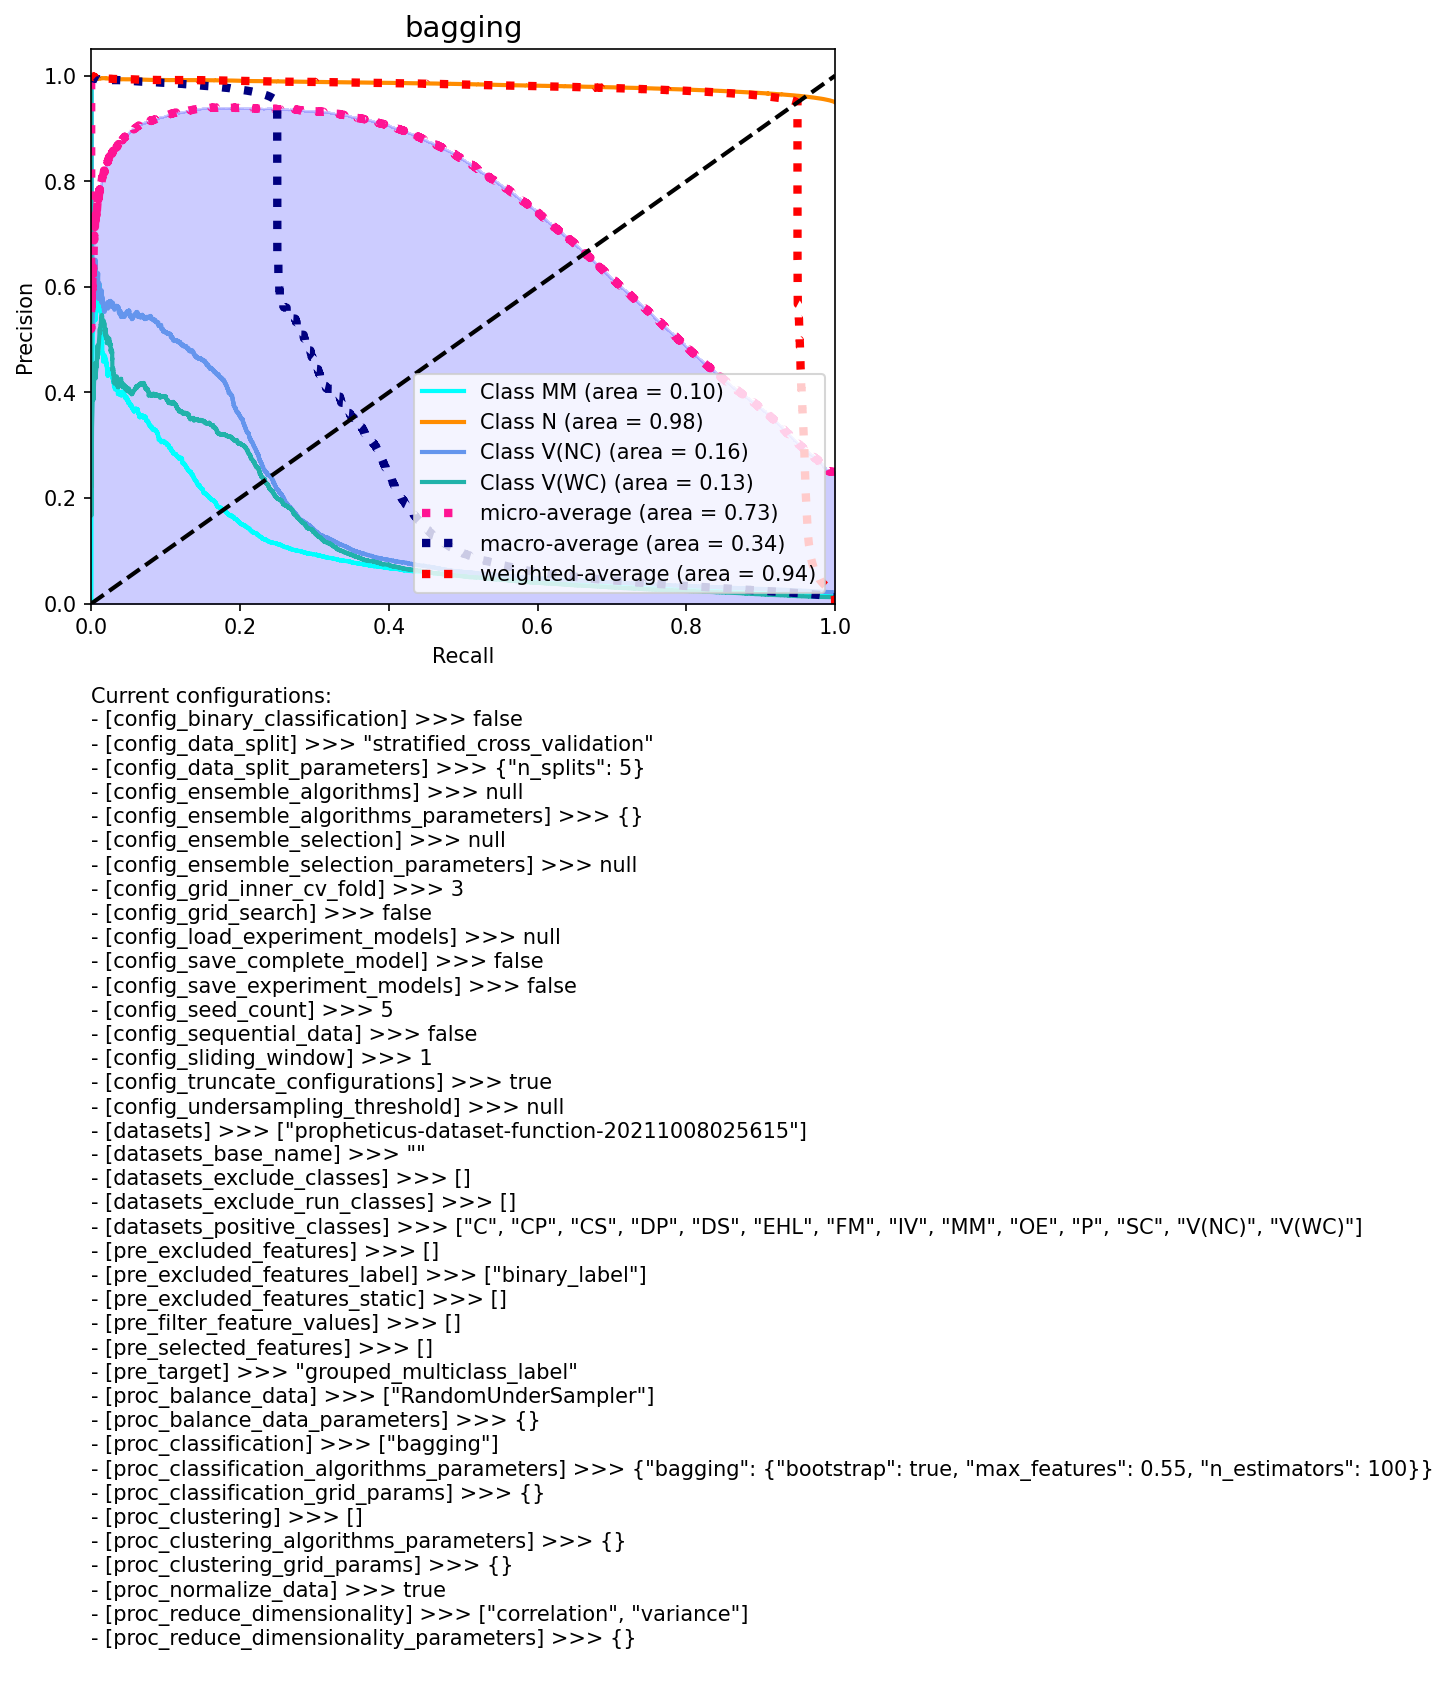 bagging
1.0
0.8
0.6
0.4
0.2
0.0
Precision
0.0 0.2 0.4 0.6 0.8 1.0
Recall
Class MM (area = 0.10)
Class N (area = 0.98)
Class V(NC) (area = 0.16)
Class V(WC) (area = 0.13)
micro-average (area = 0.73)
macro-average (area = 0.34)
weighted-average (area = 0.94)
Current configurations:
- [config_binary_classification] >>> false
- [config_data_split] >>> "stratified_cross_validation"
- [config_data_split_parameters] >>> {"n_splits": 5}
- [config_ensemble_algorithms] >>> null
- [config_ensemble_algorithms_parameters] >>> {}
- [config_ensemble_selection] >>> null
- [config_ensemble_selection_parameters] >>> null
- [config_grid_inner_cv_fold] >>> 3
- [config_grid_search] >>> false
- [config_load_experiment_models] >>> null
- [config_save_complete_model] >>> false
- [config_save_experiment_models] >>> false
- [config_seed_count] >>> 5
- [config_sequential_data] >>> false
- [config_sliding_window] >>> 1
- [config_truncate_configurations] >>> true
- [config_undersampling_threshold] >>> null
- [datasets] >>> ["propheticus-dataset-function-20211008025615"]
- [datasets_base_name] >>> ""
- [datasets_exclude_classes] >>> []
- [datasets_exclude_run_classes] >>> []
- [datasets_positive_classes] >>> ["C", "CP", "CS", "DP", "DS", "EHL", "FM", "IV", "MM", "OE", "P", "SC", "V(NC)", "V(WC)"]
- [pre_excluded_features] >>> []
- [pre_excluded_features_label] >>> ["binary_label"]
- [pre_excluded_features_static] >>> []
- [pre_filter_feature_values] >>> []
- [pre_selected_features] >>> []
- [pre_target] >>> "grouped_multiclass_label"
- [proc_balance_data] >>> ["RandomUnderSampler"]
- [proc_balance_data_parameters] >>> {}
- [proc_classification] >>> ["bagging"]
- [proc_classification_algorithms_parameters] >>> {"bagging": {"bootstrap": true, "max_features": 0.55, "n_estimators": 100}}
- [proc_classification_grid_params] >>> {}
- [proc_clustering] >>> []
- [proc_clustering_algorithms_parameters] >>> {}
- [proc_clustering_grid_params] >>> {}
- [proc_normalize_data] >>> true
- [proc_reduce_dimensionality] >>> ["correlation", "variance"]
- [proc_reduce_dimensionality_parameters] >>> {}